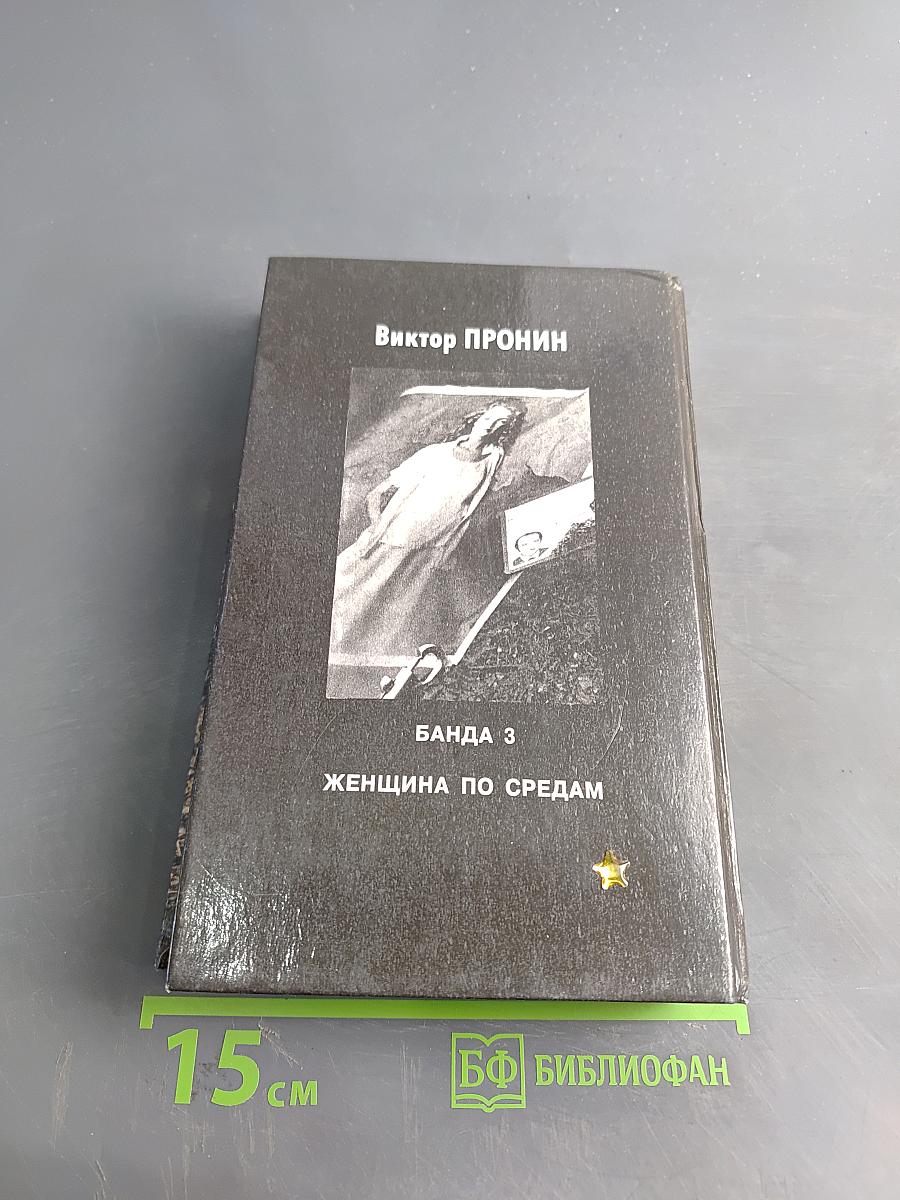 Виктор ПРОНИН
БАНДА 3
ЖЕНЩИНА ПО СРЕДАМ
15 см
БФ БИБЛИОФАН